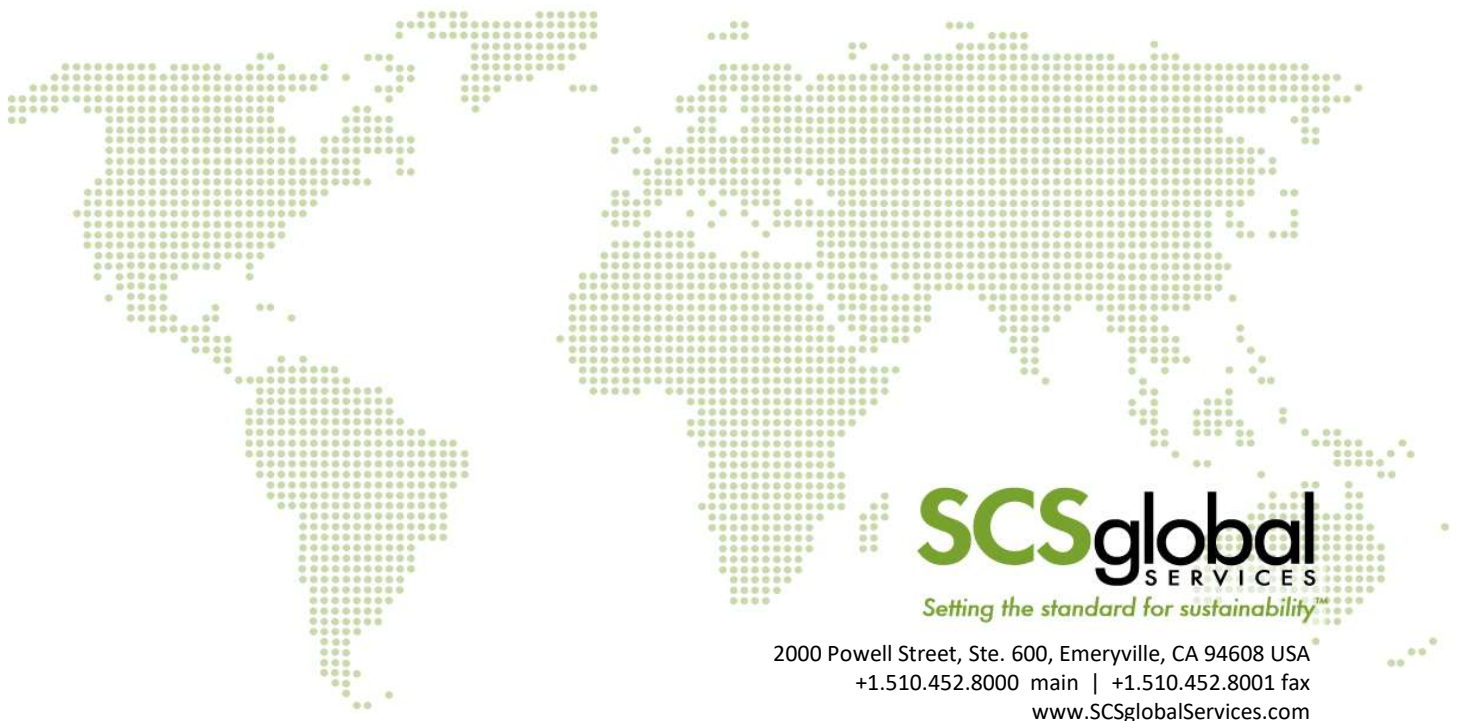 SCSglobal
SERVICES
Setting the standard for sustainability™
2000 Powell Street, Ste. 600, Emeryville, CA 94608 USA
+1.510.452.8000 main | +1.510.452.8001 fax
www.SCSglobalServices.com